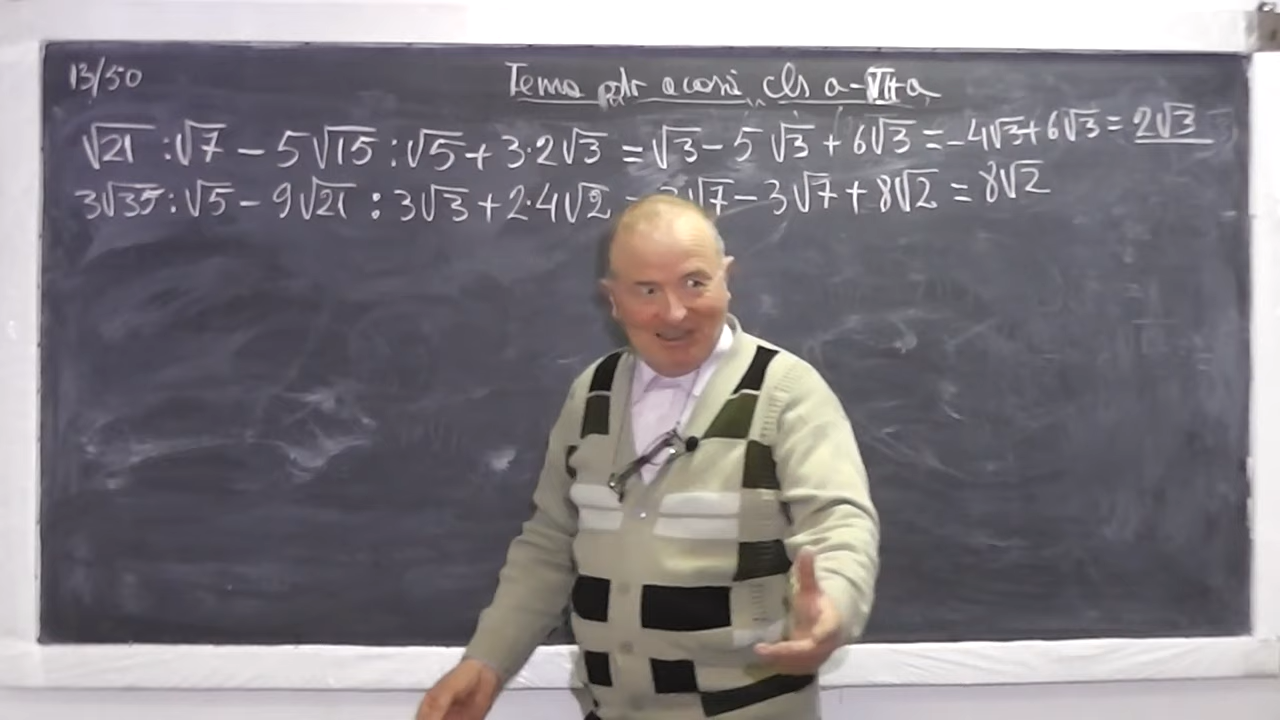 13/50
Tema ptr acasă cls a-VII-a
√21 : √7 − 5√15 : √5 + 3·2√3 = √3 − 5√3 + 6√3 = −4√3 + 6√3 = 2√3
3√35 : √5 − 9√21 : 3√3 + 2·4√2 = 3√7 − 3√7 + 8√2 = 8√2